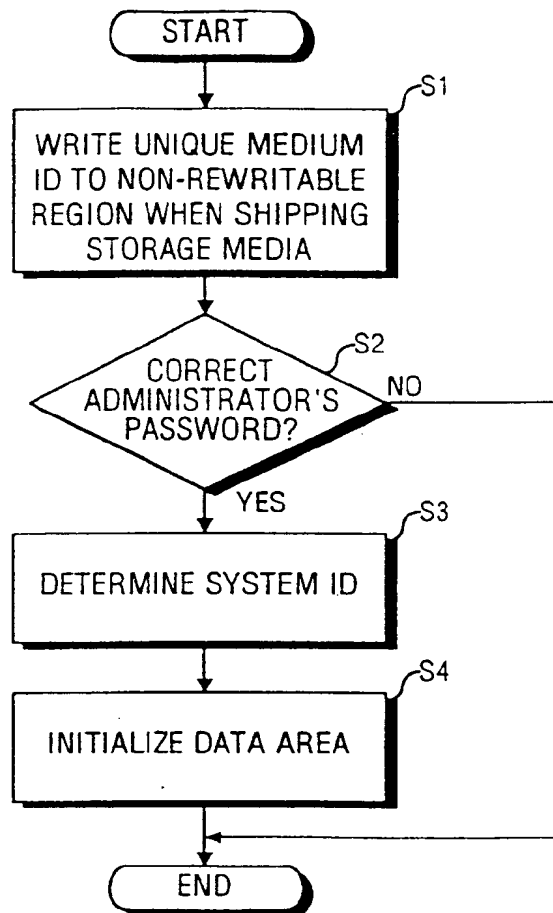 START
S1
WRITE UNIQUE MEDIUM
ID TO NON-REWRITABLE
REGION WHEN SHIPPING
STORAGE MEDIA
S2
CORRECT
ADMINISTRATOR'S
PASSWORD?
NO
YES
S3
DETERMINE SYSTEM ID
S4
INITIALIZE DATA AREA
END